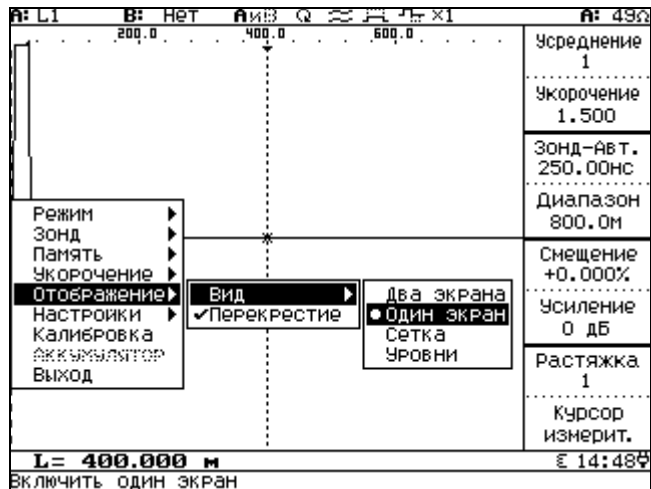 А: L1 В: Нет АиВ ×1 А: 49Ω
200.0 400.0 600.0
Усреднение
1
Укорочение
1.500
Зонд-Авт.
250.00нс
Диапазон
800.0м
Смещение
+0.000%
Усиление
0 дБ
Растяжка
1
Курсор
измерит.
Режим
Зонд
Память
Укорочение
Отображение
Настройки
Калибровка
Аккумулятор
Выход
Вид
Перекрестие
Два экрана
Один экран
Сетка
Уровни
L= 400.000 м
14:48
Включить один экран